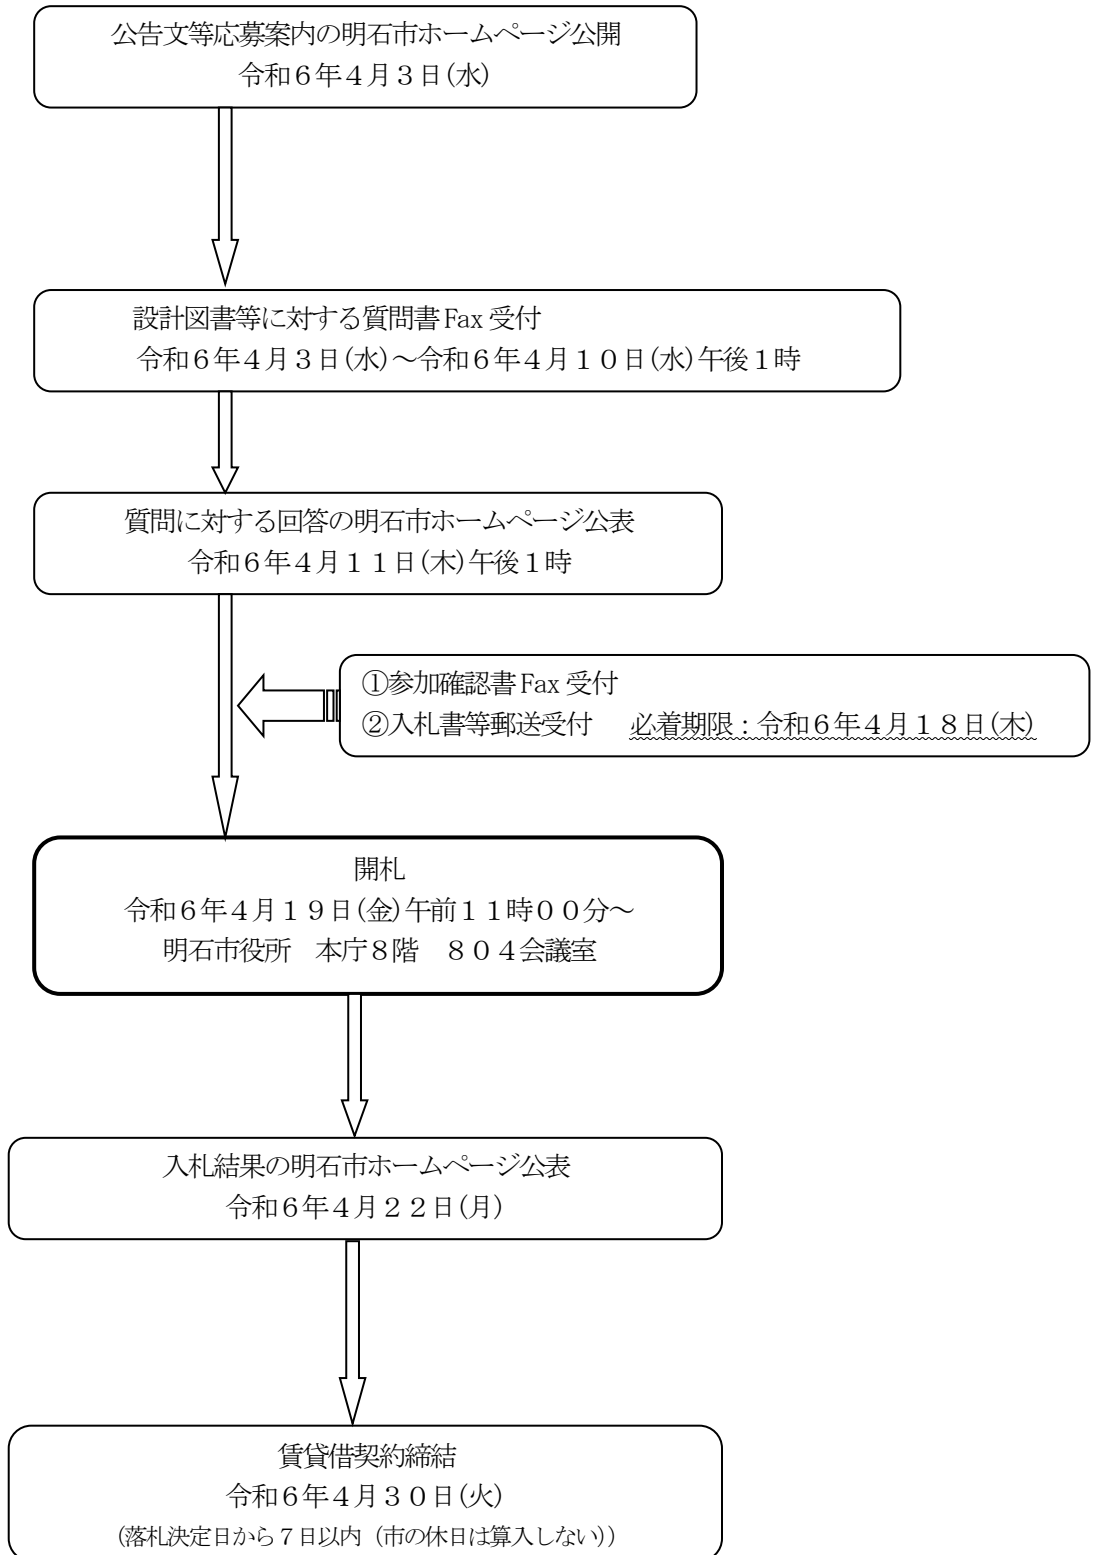 公告文等応募案内の明石市ホームページ公開
令和６年４月３日(水)
設計図書等に対する質問書 Fax 受付
令和６年４月３日(水)～令和６年４月１０日(水)午後１時
質問に対する回答の明石市ホームページ公表
令和６年４月１１日(木)午後１時
①参加確認書 Fax 受付
②入札書等郵送受付　必着期限：令和６年４月１８日(木)
開札
令和６年４月１９日(金)午前１１時００分～
明石市役所　本庁８階　８０４会議室
入札結果の明石市ホームページ公表
令和６年４月２２日(月)
賃貸借契約締結
令和６年４月３０日(火)
(落札決定日から７日以内（市の休日は算入しない）)